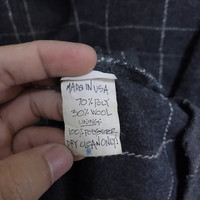 MADE IN USA
70% POLY
30% WOOL
LINING:
100% POLYESTER
DRY CLEAN ONLY!